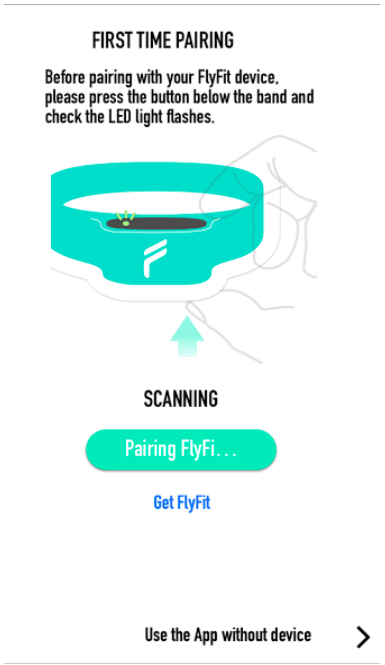 FIRST TIME PAIRING
Before pairing with your FlyFit device,
please press the button below the band and
check the LED light flashes.
SCANNING
Pairing FlyFi...
Get FlyFit
Use the App without device